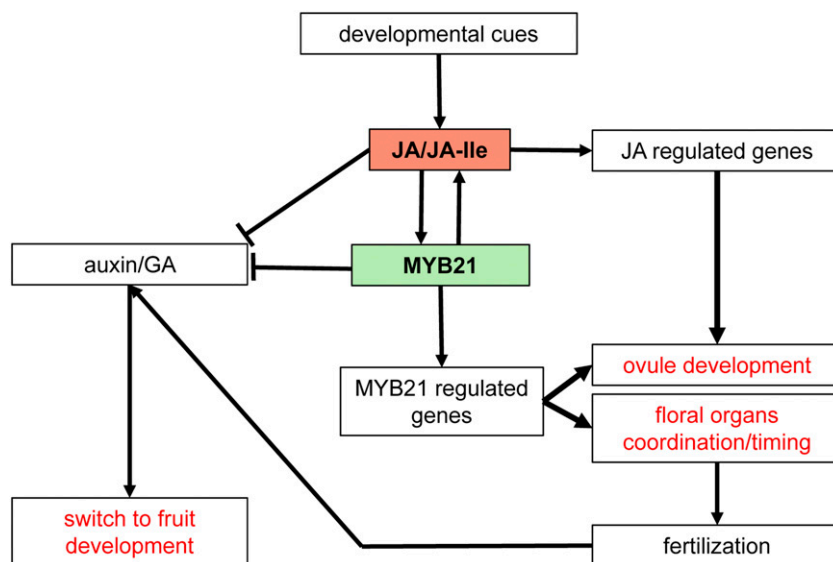 developmental cues
JA/JA-Ile
JA regulated genes
auxin/GA
MYB21
MYB21 regulated
genes
ovule development
floral organs
coordination/timing
switch to fruit
development
fertilization